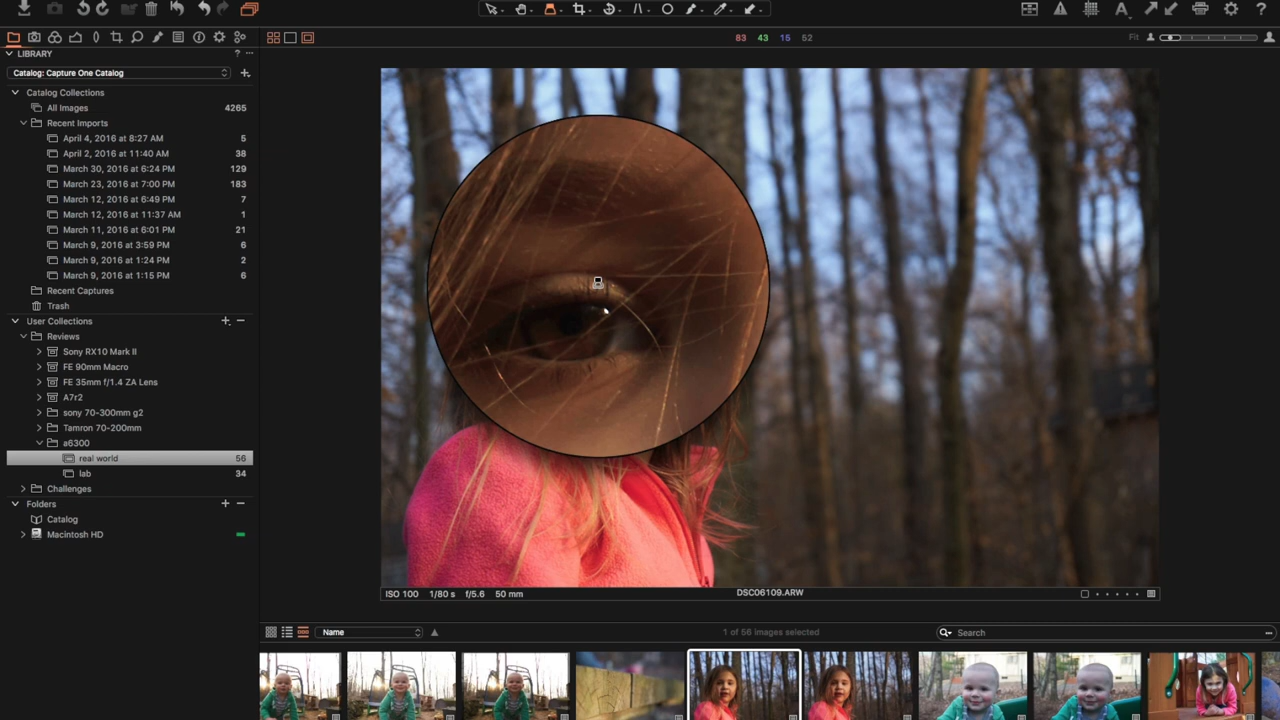 83 43 15 52
Fit
LIBRARY ? ...
Catalog: Capture One Catalog
Catalog Collections
All Images 4265
Recent Imports
April 4, 2016 at 8:27 AM 5
April 2, 2016 at 11:40 AM 38
March 30, 2016 at 6:24 PM 129
March 23, 2016 at 7:00 PM 183
March 12, 2016 at 6:49 PM 7
March 12, 2016 at 11:37 AM 1
March 11, 2016 at 6:01 PM 21
March 9, 2016 at 3:59 PM 6
March 9, 2016 at 1:24 PM 2
March 9, 2016 at 1:15 PM 6
Recent Captures
Trash
User Collections
Reviews
Sony RX10 Mark II
FE 90mm Macro
FE 35mm f/1.4 ZA Lens
A7r2
sony 70-300mm g2
Tamron 70-200mm
a6300
real world 56
lab 34
Challenges
Folders
Catalog
Macintosh HD
ISO 100 1/80 s f/5.6 50 mm DSC06109.ARW
Name 1 of 56 images selected Search